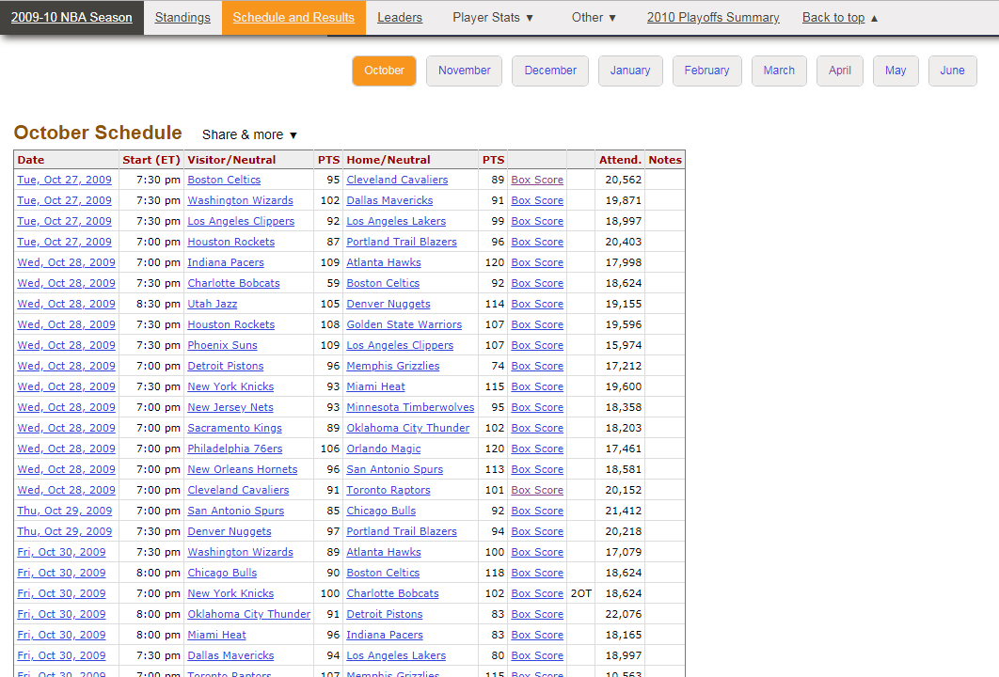 2009-10 NBA Season Standings Schedule and Results Leaders Player Stats ▼ Other ▼ 2010 Playoffs Summary Back to top ▲
October November December January February March April May June
October Schedule Share & more ▼
Date Start (ET) Visitor/Neutral PTS Home/Neutral PTS Attend. Notes
Tue, Oct 27, 2009 7:30 pm Boston Celtics 95 Cleveland Cavaliers 89 Box Score 20,562
Tue, Oct 27, 2009 7:30 pm Washington Wizards 102 Dallas Mavericks 91 Box Score 19,871
Tue, Oct 27, 2009 7:30 pm Los Angeles Clippers 92 Los Angeles Lakers 99 Box Score 18,997
Tue, Oct 27, 2009 7:00 pm Houston Rockets 87 Portland Trail Blazers 96 Box Score 20,403
Wed, Oct 28, 2009 7:00 pm Indiana Pacers 109 Atlanta Hawks 120 Box Score 17,998
Wed, Oct 28, 2009 7:30 pm Charlotte Bobcats 59 Boston Celtics 92 Box Score 18,624
Wed, Oct 28, 2009 8:30 pm Utah Jazz 105 Denver Nuggets 114 Box Score 19,155
Wed, Oct 28, 2009 7:00 pm Houston Rockets 108 Golden State Warriors 107 Box Score 19,596
Wed, Oct 28, 2009 7:30 pm Phoenix Suns 109 Los Angeles Clippers 107 Box Score 15,974
Wed, Oct 28, 2009 7:00 pm Detroit Pistons 96 Memphis Grizzlies 74 Box Score 17,212
Wed, Oct 28, 2009 7:30 pm New York Knicks 93 Miami Heat 115 Box Score 19,600
Wed, Oct 28, 2009 7:00 pm New Jersey Nets 93 Minnesota Timberwolves 95 Box Score 18,358
Wed, Oct 28, 2009 7:00 pm Sacramento Kings 89 Oklahoma City Thunder 102 Box Score 18,203
Wed, Oct 28, 2009 7:00 pm Philadelphia 76ers 106 Orlando Magic 120 Box Score 17,461
Wed, Oct 28, 2009 7:00 pm New Orleans Hornets 96 San Antonio Spurs 113 Box Score 18,581
Wed, Oct 28, 2009 7:00 pm Cleveland Cavaliers 91 Toronto Raptors 101 Box Score 20,152
Thu, Oct 29, 2009 7:00 pm San Antonio Spurs 85 Chicago Bulls 92 Box Score 21,412
Thu, Oct 29, 2009 7:30 pm Denver Nuggets 97 Portland Trail Blazers 94 Box Score 20,218
Fri, Oct 30, 2009 7:30 pm Washington Wizards 89 Atlanta Hawks 100 Box Score 17,079
Fri, Oct 30, 2009 8:00 pm Chicago Bulls 90 Boston Celtics 118 Box Score 18,624
Fri, Oct 30, 2009 7:00 pm New York Knicks 100 Charlotte Bobcats 102 Box Score 2OT 18,624
Fri, Oct 30, 2009 8:00 pm Oklahoma City Thunder 91 Detroit Pistons 83 Box Score 22,076
Fri, Oct 30, 2009 8:00 pm Miami Heat 96 Indiana Pacers 83 Box Score 18,165
Fri, Oct 30, 2009 7:30 pm Dallas Mavericks 94 Los Angeles Lakers 80 Box Score 18,997
Fri, Oct 30, 2009 7:00 pm Toronto Raptors 107 Memphis Grizzlies 115 Box Score 10,563